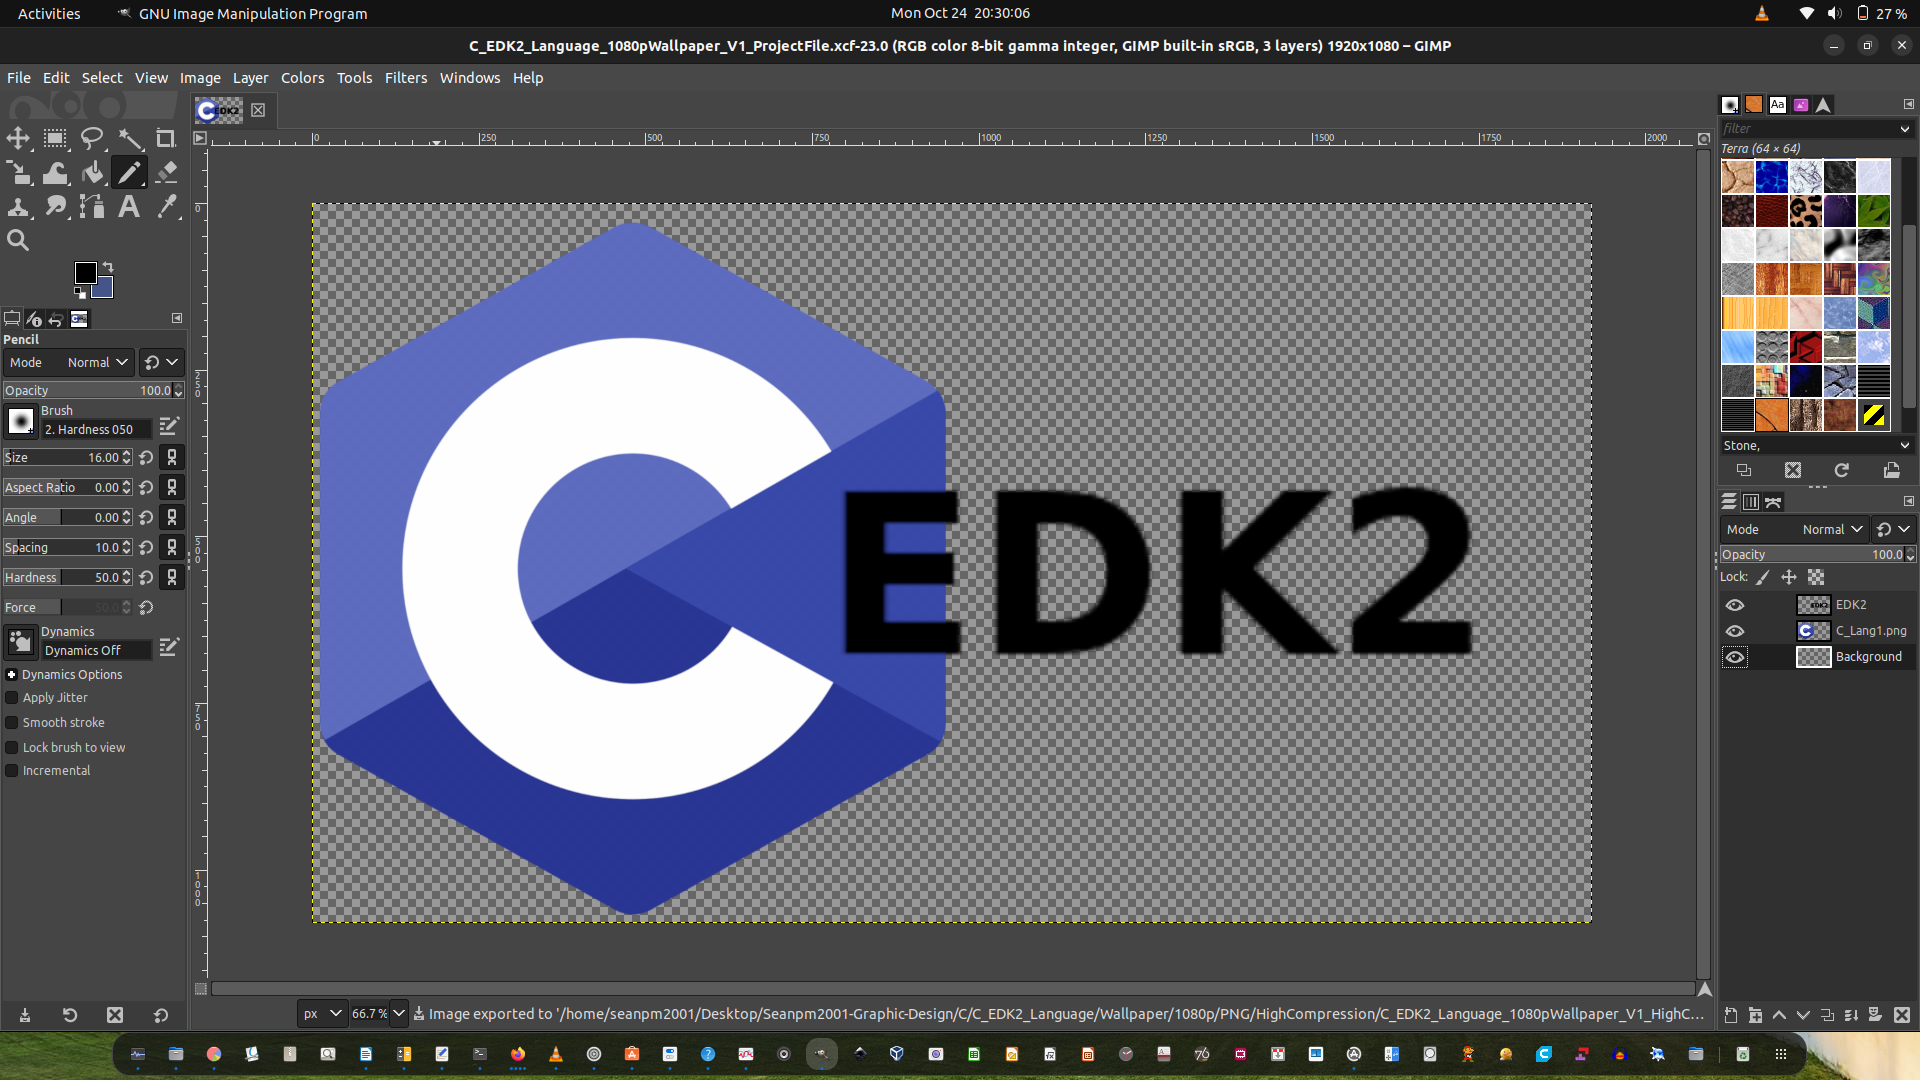 Activities
GNU Image Manipulation Program
Mon Oct 24 20:30:06
27 %
C_EDK2_Language_1080pWallpaper_V1_ProjectFile.xcf-23.0 (RGB color 8-bit gamma integer, GIMP built-in sRGB, 3 layers) 1920x1080 – GIMP
File Edit Select View Image Layer Colors Tools Filters Windows Help
0 250 500 750 1000 1250 1500 1750 2000
0
250
500
750
1000
Pencil
Mode Normal
Opacity 100.0
Brush
2. Hardness 050
Size 16.00
Aspect Ratio 0.00
Angle 0.00
Spacing 10.0
Hardness 50.0
Force 50.0
Dynamics
Dynamics Off
Dynamics Options
Apply Jitter
Smooth stroke
Lock brush to view
Incremental
C
EDK2
Aa
filter
Terra (64 × 64)
Stone,
Mode Normal
Opacity 100.0
Lock:
EDK2
C_Lang1.png
Background
px
66.7 %
Image exported to '/home/seanpm2001/Desktop/Seanpm2001-Graphic-Design/C/C_EDK2_Language/Wallpaper/1080p/PNG/HighCompression/C_EDK2_Language_1080pWallpaper_V1_HighC…